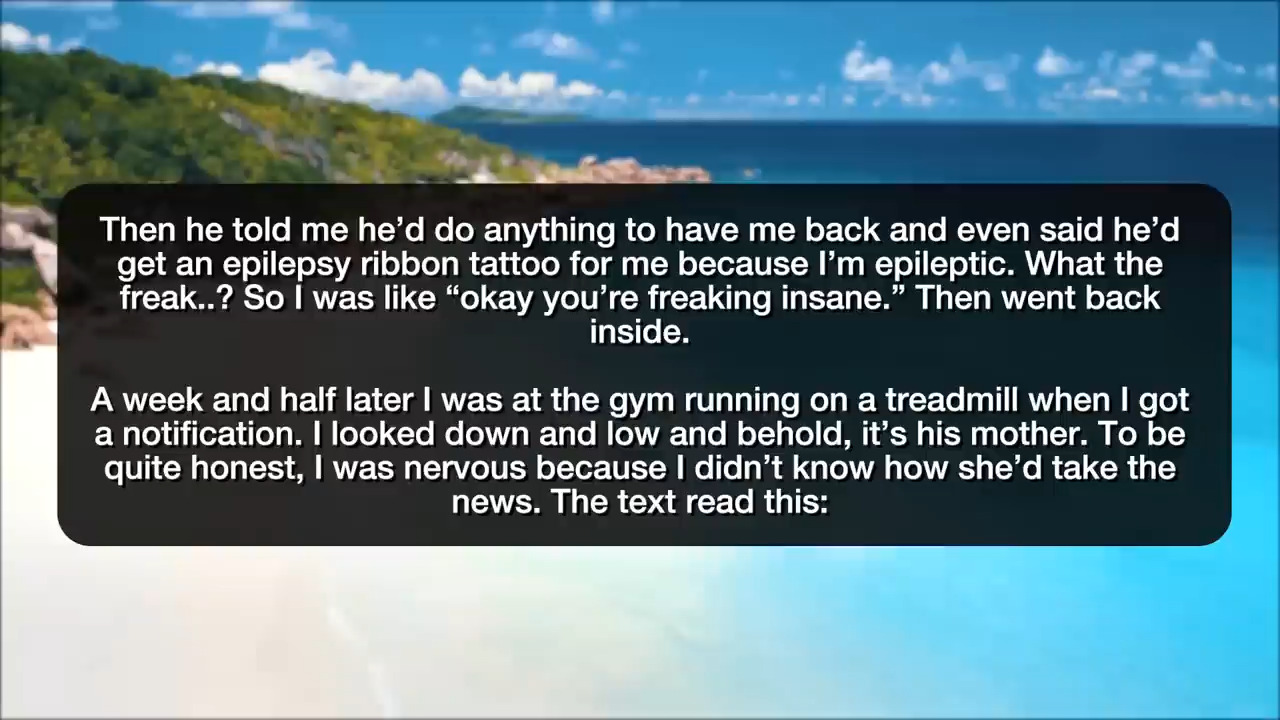 Then he told me he’d do anything to have me back and even said he’d
get an epilepsy ribbon tattoo for me because I’m epileptic. What the
freak..? So I was like “okay you’re freaking insane.” Then went back
inside.
A week and half later I was at the gym running on a treadmill when I got
a notification. I looked down and low and behold, it’s his mother. To be
quite honest, I was nervous because I didn’t know how she’d take the
news. The text read this: